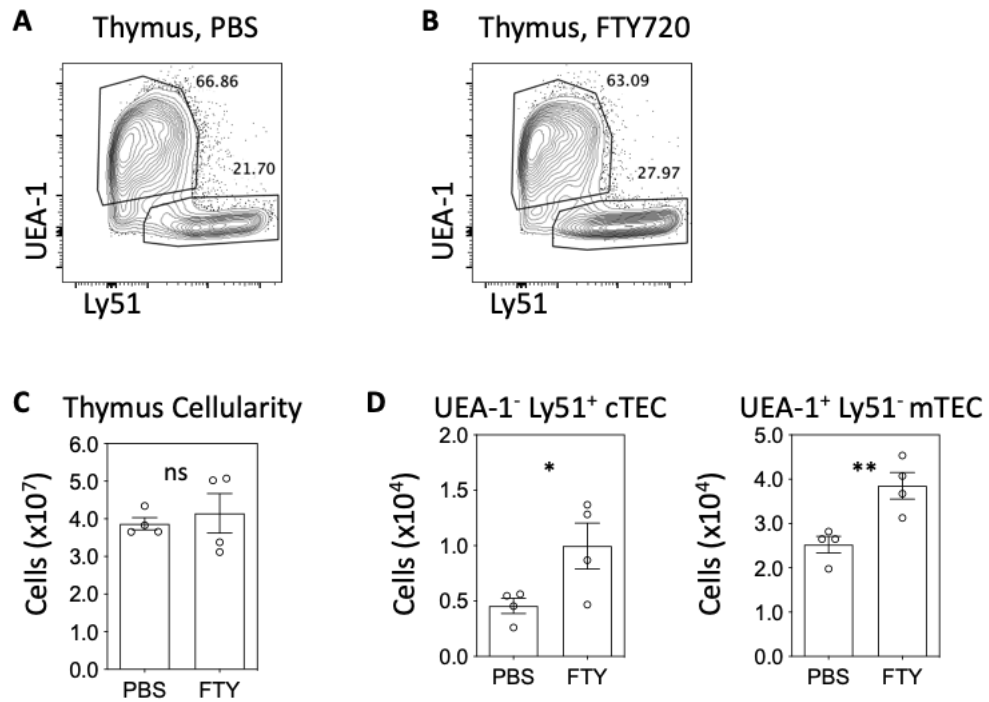 A Thymus, PBS
B Thymus, FTY720
66.86
21.70
UEA-1
Ly51
63.09
27.97
UEA-1
Ly51
C Thymus Cellularity
Cells (x10⁷)
6.0
5.0
4.0
3.0
2.0
1.0
0.0
ns
PBS FTY
D UEA-1⁻ Ly51⁺ cTEC
Cells (x10⁴)
2.0
1.5
1.0
0.5
0.0
*
PBS FTY
UEA-1⁺ Ly51⁻ mTEC
Cells (x10⁴)
5.0
4.0
3.0
2.0
1.0
0.0
**
PBS FTY